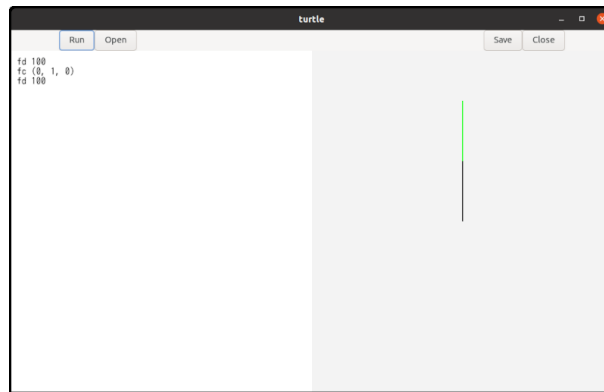 turtle
Run Open Save Close
fd 100
fc (0, 1, 0)
fd 100